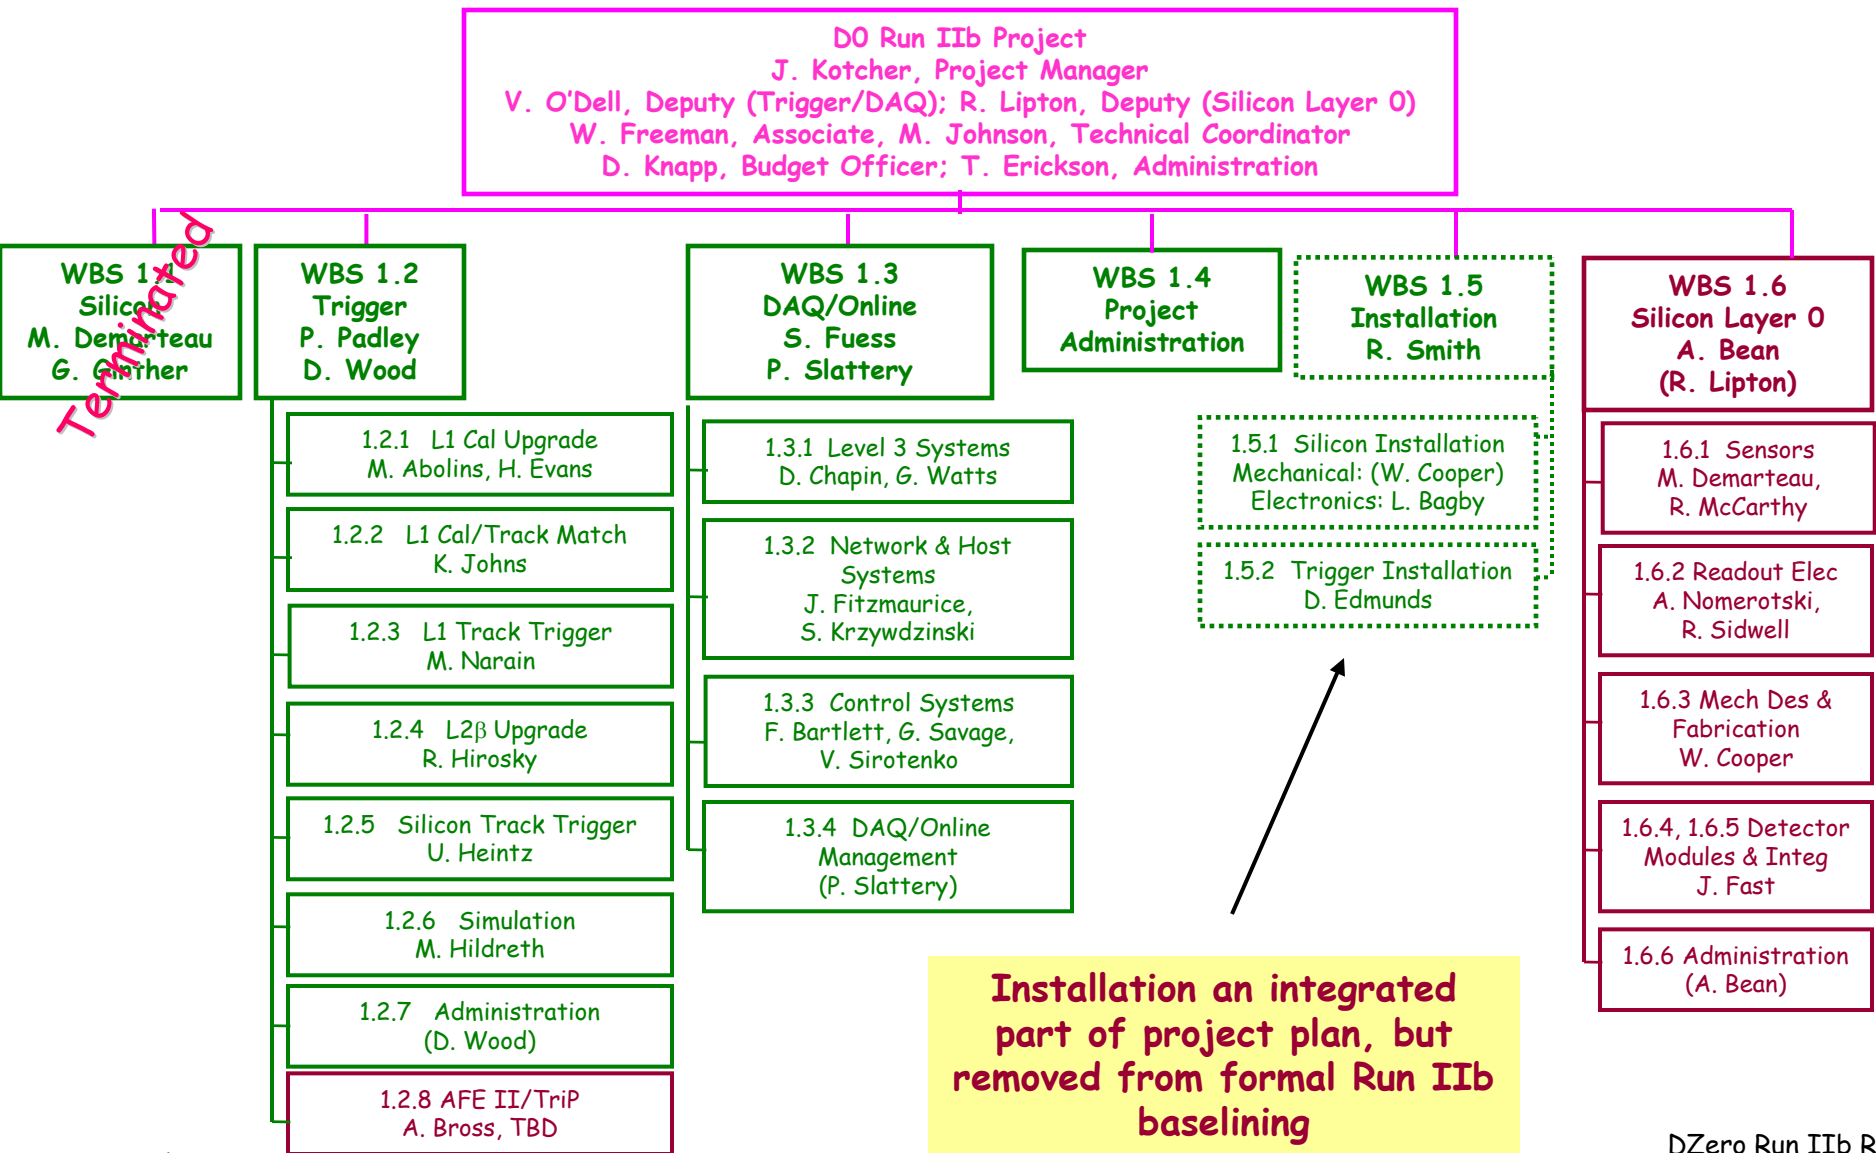 D0 Run IIb Project
J. Kotcher, Project Manager
V. O'Dell, Deputy (Trigger/DAQ); R. Lipton, Deputy (Silicon Layer 0)
W. Freeman, Associate, M. Johnson, Technical Coordinator
D. Knapp, Budget Officer; T. Erickson, Administration
WBS 1.1
Silicon
M. Demarteau
G. Ginther
Terminated
WBS 1.2
Trigger
P. Padley
D. Wood
1.2.1 L1 Cal Upgrade
M. Abolins, H. Evans
1.2.2 L1 Cal/Track Match
K. Johns
1.2.3 L1 Track Trigger
M. Narain
1.2.4 L2β Upgrade
R. Hirosky
1.2.5 Silicon Track Trigger
U. Heintz
1.2.6 Simulation
M. Hildreth
1.2.7 Administration
(D. Wood)
1.2.8 AFE II/TriP
A. Bross, TBD
WBS 1.3
DAQ/Online
S. Fuess
P. Slattery
1.3.1 Level 3 Systems
D. Chapin, G. Watts
1.3.2 Network & Host
Systems
J. Fitzmaurice,
S. Krzywdzinski
1.3.3 Control Systems
F. Bartlett, G. Savage,
V. Sirotenko
1.3.4 DAQ/Online
Management
(P. Slattery)
WBS 1.4
Project
Administration
WBS 1.5
Installation
R. Smith
1.5.1 Silicon Installation
Mechanical: (W. Cooper)
Electronics: L. Bagby
1.5.2 Trigger Installation
D. Edmunds
WBS 1.6
Silicon Layer 0
A. Bean
(R. Lipton)
1.6.1 Sensors
M. Demarteau,
R. McCarthy
1.6.2 Readout Elec
A. Nomerotski,
R. Sidwell
1.6.3 Mech Des &
Fabrication
W. Cooper
1.6.4, 1.6.5 Detector
Modules & Integ
J. Fast
1.6.6 Administration
(A. Bean)
Installation an integrated
part of project plan, but
removed from formal Run IIb
baselining
DZero Run IIb R